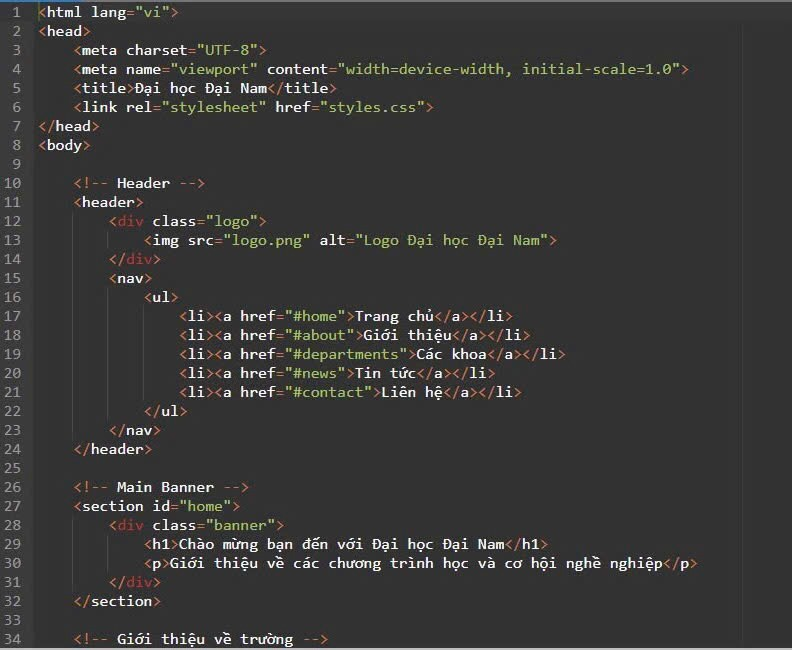 1 <html lang="vi">
2 <head>
3     <meta charset="UTF-8">
4     <meta name="viewport" content="width=device-width, initial-scale=1.0">
5     <title>Đại học Đại Nam</title>
6     <link rel="stylesheet" href="styles.css">
7 </head>
8 <body>
9
10     <!-- Header -->
11     <header>
12         <div class="logo">
13             <img src="logo.png" alt="Logo Đại học Đại Nam">
14         </div>
15         <nav>
16             <ul>
17                 <li><a href="#home">Trang chủ</a></li>
18                 <li><a href="#about">Giới thiệu</a></li>
19                 <li><a href="#departments">Các khoa</a></li>
20                 <li><a href="#news">Tin tức</a></li>
21                 <li><a href="#contact">Liên hệ</a></li>
22             </ul>
23         </nav>
24     </header>
25
26     <!-- Main Banner -->
27     <section id="home">
28         <div class="banner">
29             <h1>Chào mừng bạn đến với Đại học Đại Nam</h1>
30             <p>Giới thiệu về các chương trình học và cơ hội nghề nghiệp</p>
31         </div>
32     </section>
33
34     <!-- Giới thiệu về trường -->